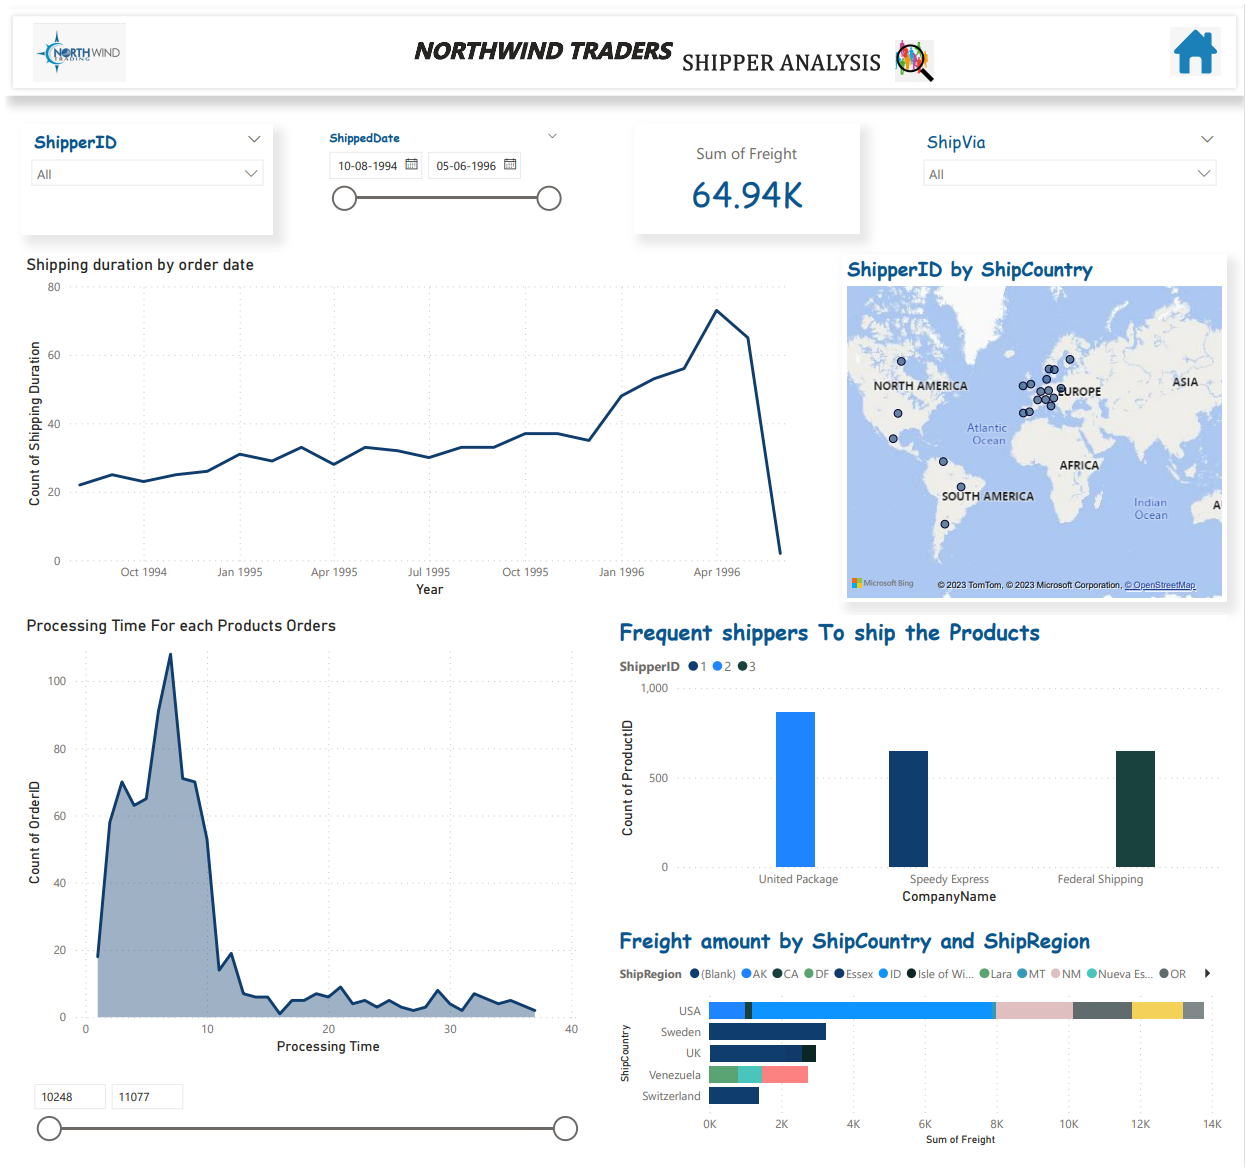 NORTHWIND
TRADING
NORTHWIND TRADERS SHIPPER ANALYSIS
ShipperID
All
ShippedDate
10-08-1994 05-06-1996
Sum of Freight
64.94K
ShipVia
All
Shipping duration by order date
80
60
40
20
0
Count of Shipping Duration
Oct 1994 Jan 1995 Apr 1995 Jul 1995 Oct 1995 Jan 1996 Apr 1996
Year
ShipperID by ShipCountry
NORTH AMERICA
EUROPE
ASIA
Atlantic
Ocean
AFRICA
SOUTH AMERICA
Indian
Ocean
A
Microsoft Bing
© 2023 TomTom, © 2023 Microsoft Corporation, © OpenStreetMap
Processing Time For each Products Orders
100
80
60
40
20
0
Count of OrderID
0 10 20 30 40
Processing Time
10248 11077
Frequent shippers To ship the Products
ShipperID 1 2 3
1,000
500
0
Count of ProductID
United Package Speedy Express Federal Shipping
CompanyName
Freight amount by ShipCountry and ShipRegion
ShipRegion (Blank) AK CA DF Essex ID Isle of Wi... Lara MT NM Nueva Es... OR
ShipCountry
USA
Sweden
UK
Venezuela
Switzerland
0K 2K 4K 6K 8K 10K 12K 14K
Sum of Freight